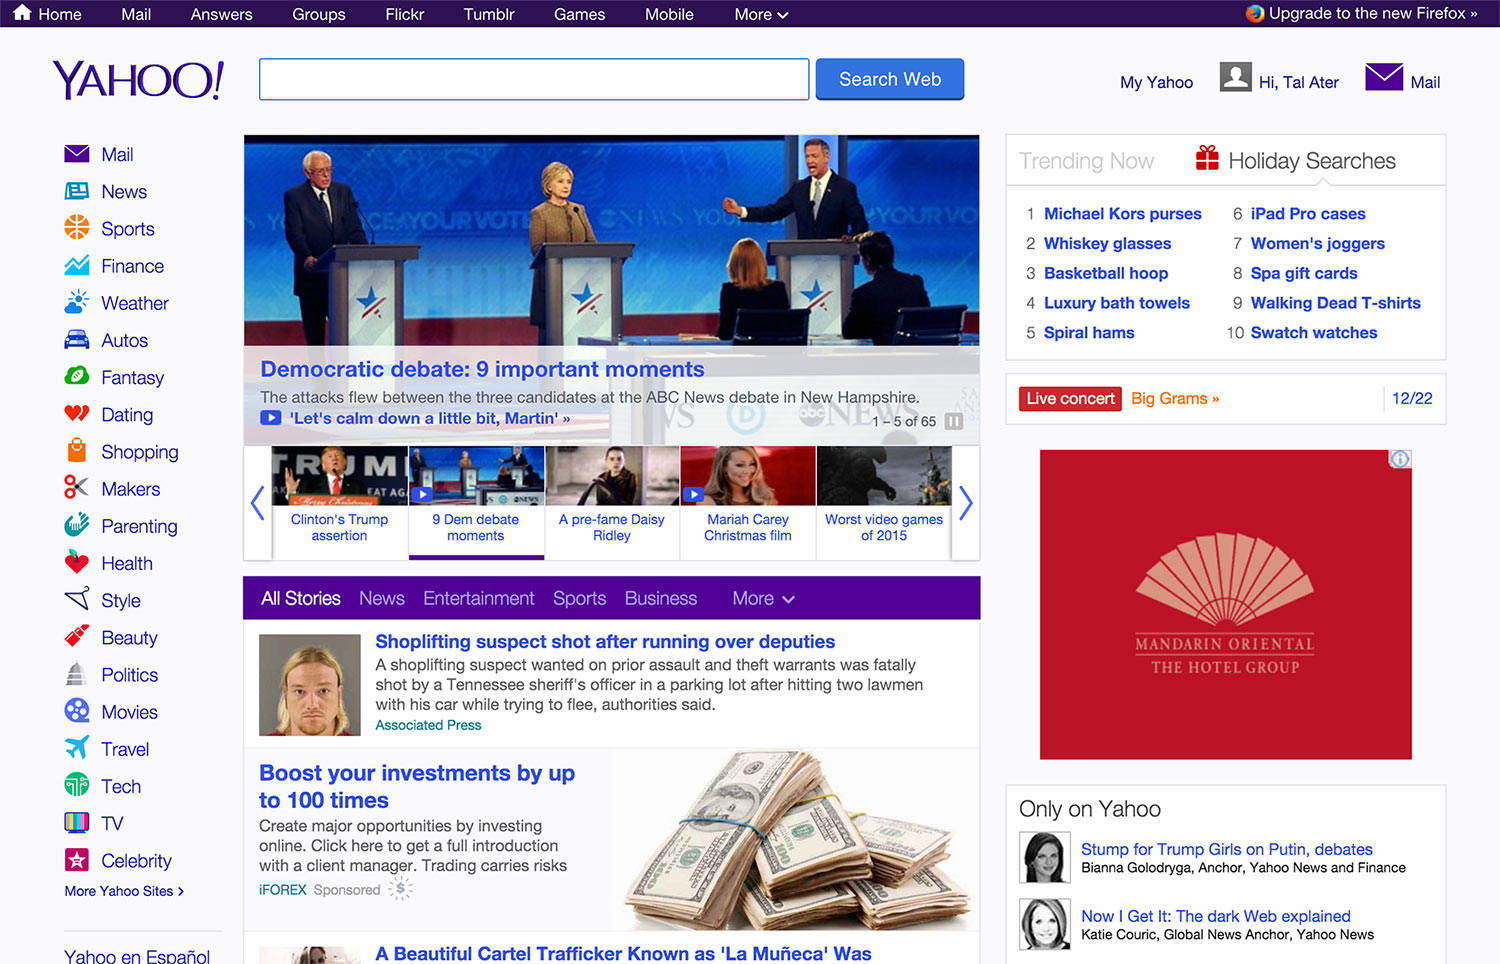 Home Mail Answers Groups Flickr Tumblr Games Mobile More
Upgrade to the new Firefox »
YAHOO!
Search Web
My Yahoo
Hi, Tal Ater
Mail
Mail
News
Sports
Finance
Weather
Autos
Fantasy
Dating
Shopping
Makers
Parenting
Health
Style
Beauty
Politics
Movies
Travel
Tech
TV
Celebrity
More Yahoo Sites >
Yahoo en Español
Democratic debate: 9 important moments
The attacks flew between the three candidates at the ABC News debate in New Hampshire.
'Let's calm down a little bit, Martin' »
1 – 5 of 65
Clinton's Trump
assertion
9 Dem debate
moments
A pre-fame Daisy
Ridley
Mariah Carey
Christmas film
Worst video games
of 2015
All Stories News Entertainment Sports Business More
Shoplifting suspect shot after running over deputies
A shoplifting suspect wanted on prior assault and theft warrants was fatally
shot by a Tennessee sheriff's officer in a parking lot after hitting two lawmen
with his car while trying to flee, authorities said.
Associated Press
Boost your investments by up
to 100 times
Create major opportunities by investing
online. Click here to get a full introduction
with a client manager. Trading carries risks
iFOREX Sponsored
A Beautiful Cartel Trafficker Known as 'La Muñeca' Was
Trending Now
Holiday Searches
1 Michael Kors purses
2 Whiskey glasses
3 Basketball hoop
4 Luxury bath towels
5 Spiral hams
6 iPad Pro cases
7 Women's joggers
8 Spa gift cards
9 Walking Dead T-shirts
10 Swatch watches
Live concert Big Grams » 12/22
MANDARIN ORIENTAL
THE HOTEL GROUP
Only on Yahoo
Stump for Trump Girls on Putin, debates
Bianna Golodryga, Anchor, Yahoo News and Finance
Now I Get It: The dark Web explained
Katie Couric, Global News Anchor, Yahoo News